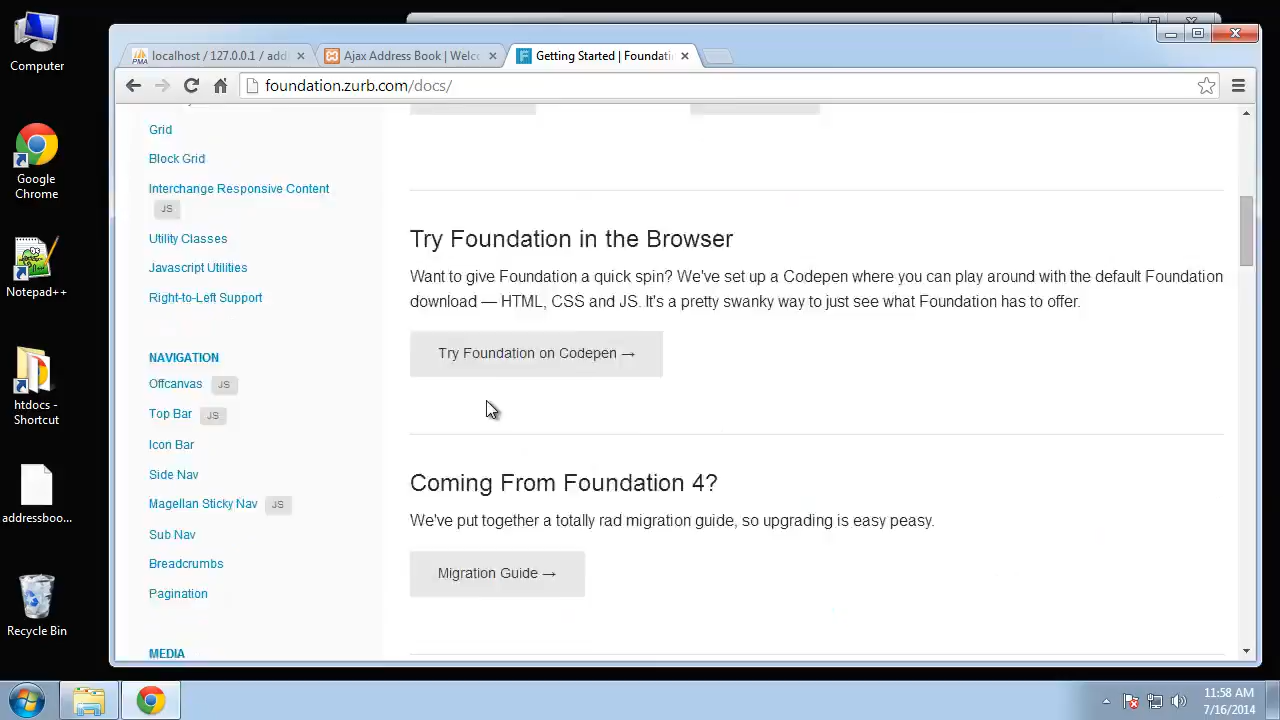 Computer
Google
Chrome
Notepad++
htdocs -
Shortcut
addressboo...
Recycle Bin
localhost / 127.0.0.1 / addl
Ajax Address Book | Welco
Getting Started | Foundati
foundation.zurb.com/docs/
Grid
Block Grid
Interchange Responsive Content
JS
Utility Classes
Javascript Utilities
Right-to-Left Support
NAVIGATION
Offcanvas JS
Top Bar JS
Icon Bar
Side Nav
Magellan Sticky Nav JS
Sub Nav
Breadcrumbs
Pagination
MEDIA
Try Foundation in the Browser
Want to give Foundation a quick spin? We've set up a Codepen where you can play around with the default Foundation
download — HTML, CSS and JS. It's a pretty swanky way to just see what Foundation has to offer.
Try Foundation on Codepen →
Coming From Foundation 4?
We've put together a totally rad migration guide, so upgrading is easy peasy.
Migration Guide →
11:58 AM
7/16/2014